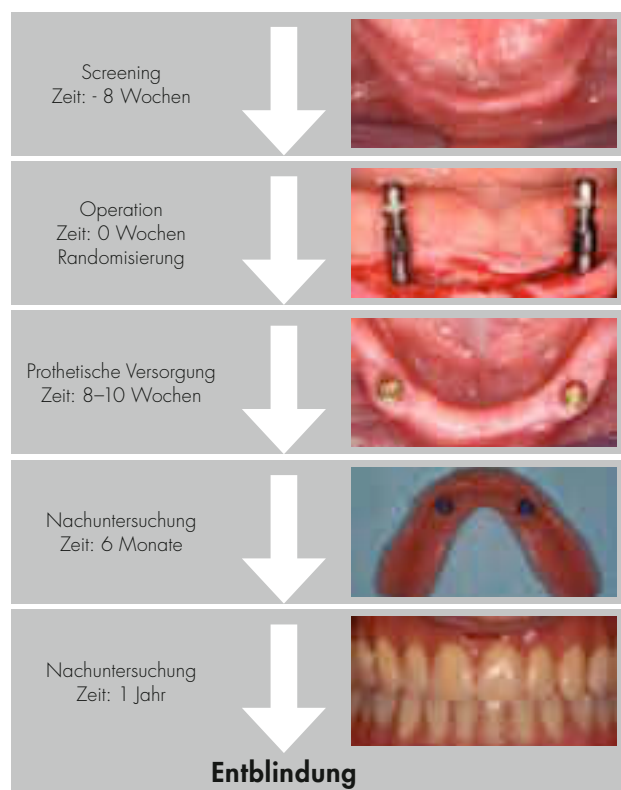 Screening
Zeit: - 8 Wochen
Operation
Zeit: 0 Wochen
Randomisierung
Prothetische Versorgung
Zeit: 8–10 Wochen
Nachuntersuchung
Zeit: 6 Monate
Nachuntersuchung
Zeit: 1 Jahr
Entblindung